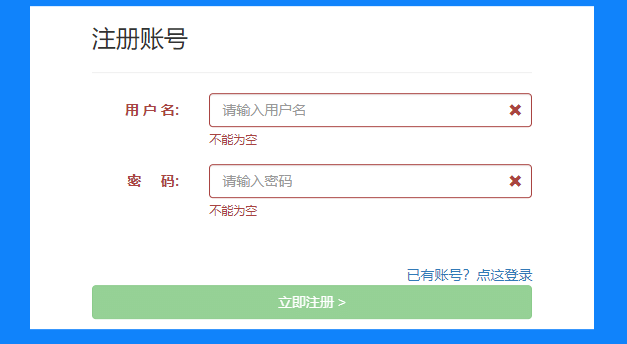 注册账号
用 户 名:
请输入用户名
不能为空
密 码:
请输入密码
不能为空
已有账号？点这登录
立即注册 >